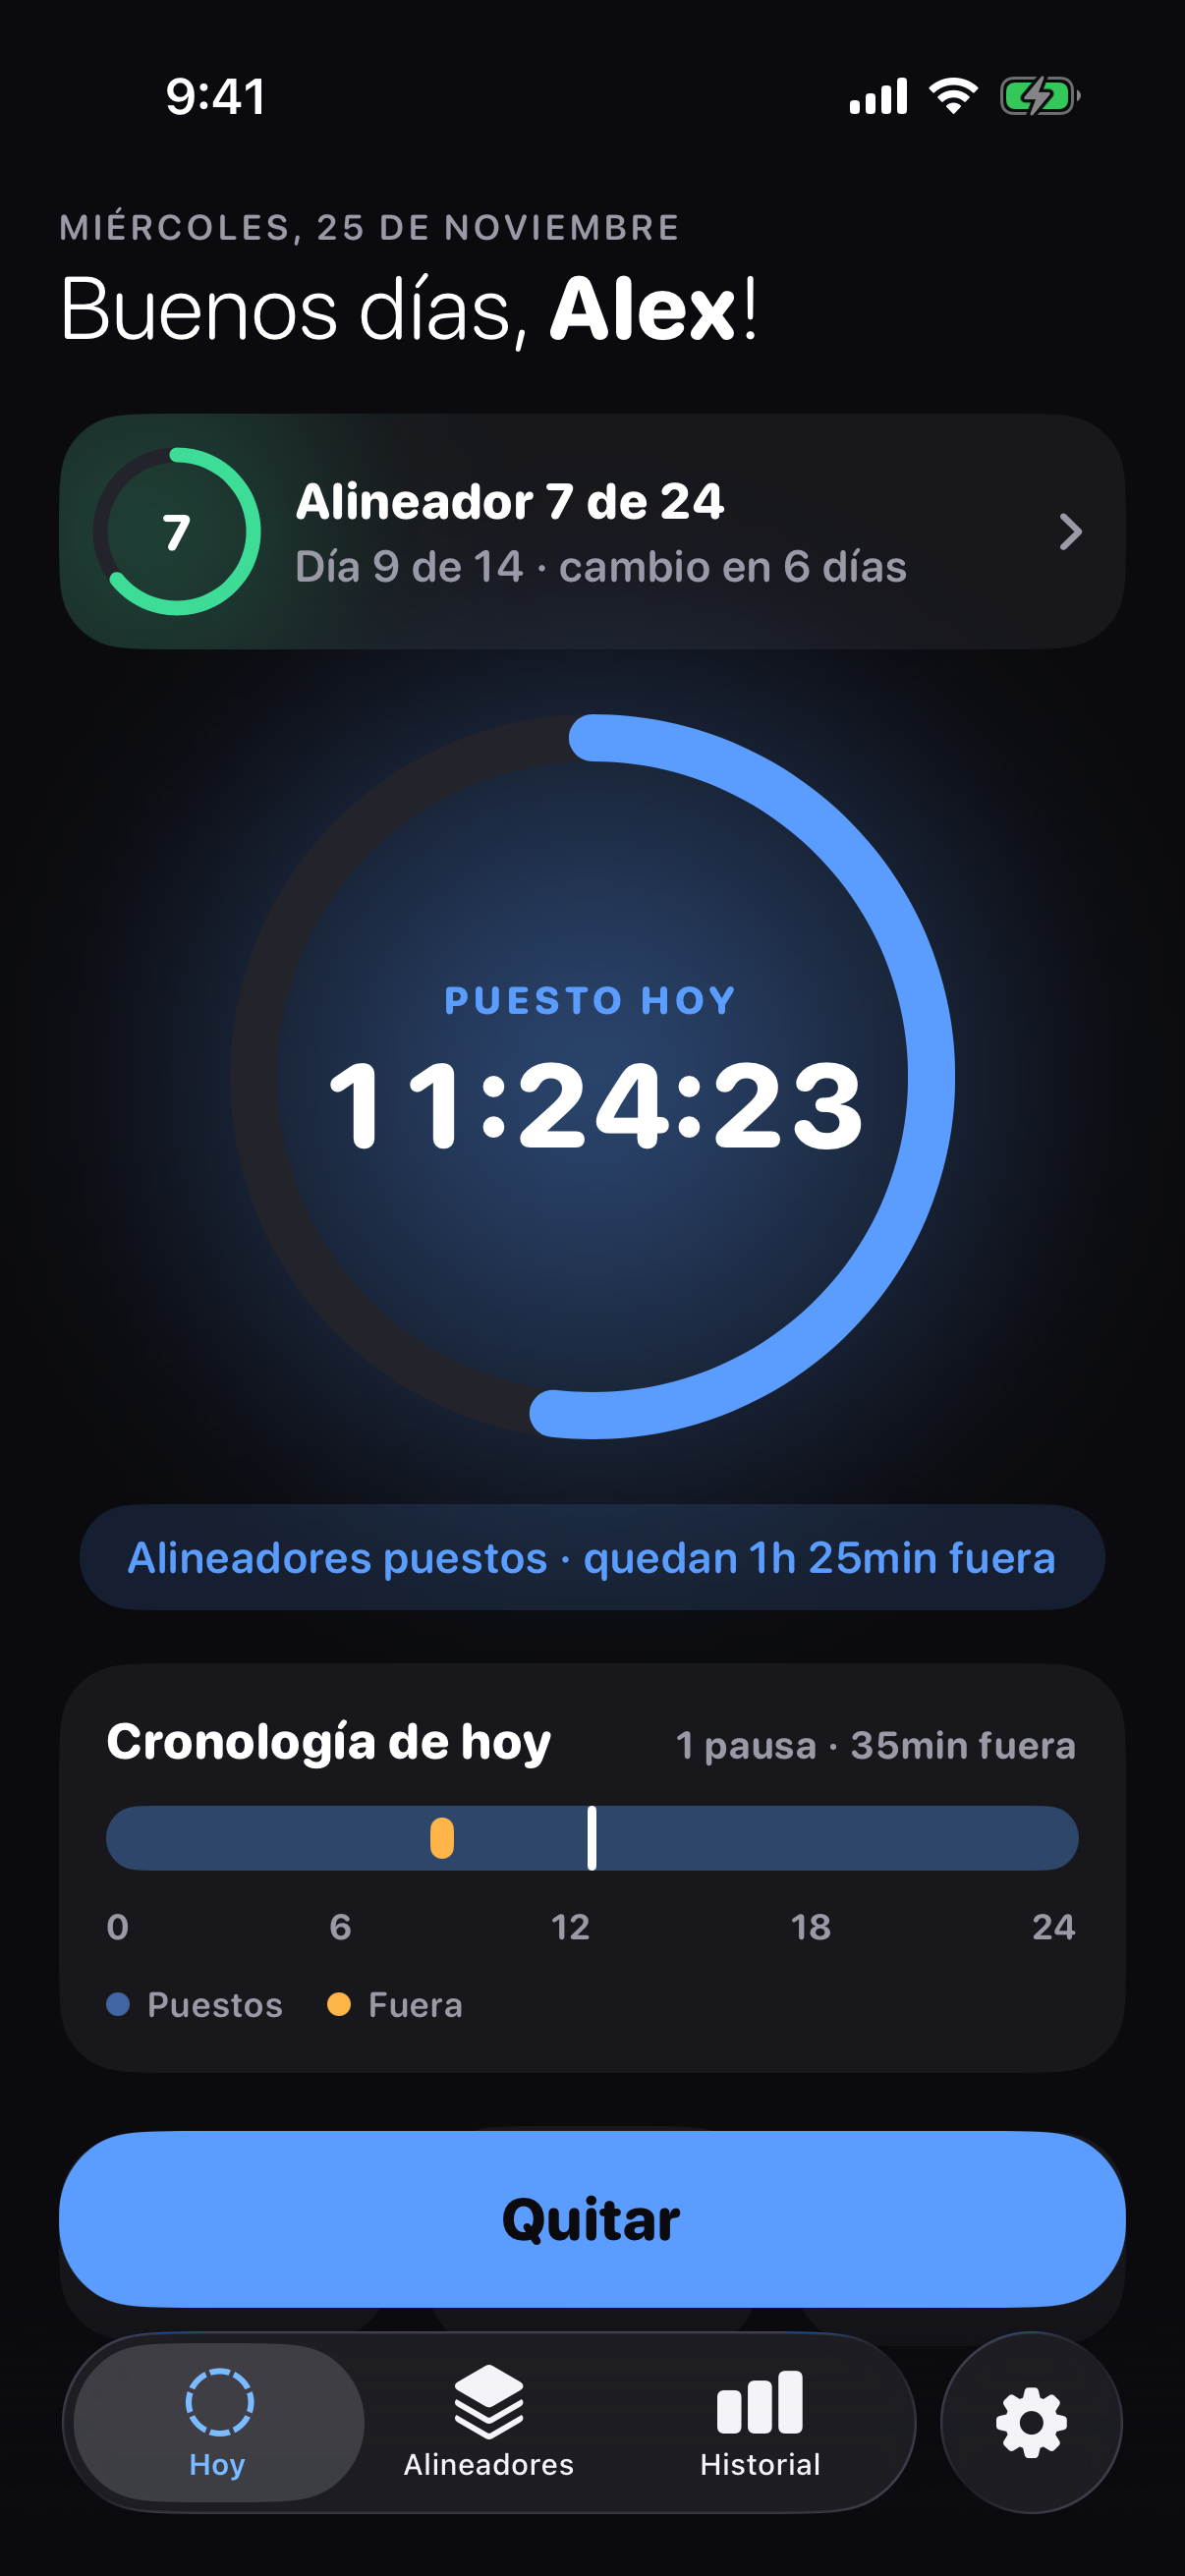 9:41
MIÉRCOLES, 25 DE NOVIEMBRE
Buenos días, Alex!
7
Alineador 7 de 24
Día 9 de 14 · cambio en 6 días
PUESTO HOY
11:24:23
Alineadores puestos · quedan 1h 25min fuera
Cronología de hoy
1 pausa · 35min fuera
0 6 12 18 24
Puestos Fuera
Quitar
Hoy Alineadores Historial